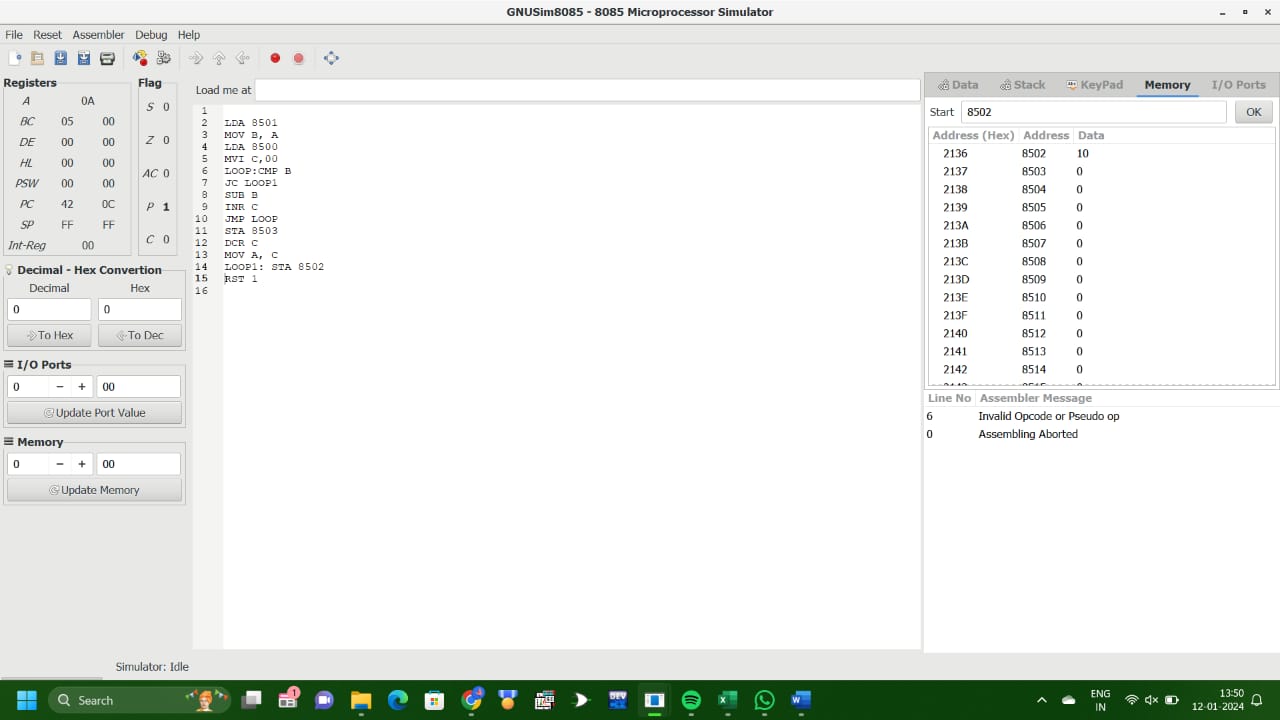 GNUSim8085 - 8085 Microprocessor Simulator
File Reset Assembler Debug Help
Registers
A 0A
BC 05 00
DE 00 00
HL 00 00
PSW 00 00
PC 42 0C
SP FF FF
Int-Reg 00
Flag
S 0
Z 0
AC 0
P 1
C 0
Decimal - Hex Convertion
Decimal Hex
0 0
To Hex To Dec
I/O Ports
0 − + 00
Update Port Value
Memory
0 − + 00
Update Memory
Load me at
1
2 LDA 8501
3 MOV B, A
4 LDA 8500
5 MVI C,00
6 LOOP:CMP B
7 JC LOOP1
8 SUB B
9 INR C
10 JMP LOOP
11 STA 8503
12 DCR C
13 MOV A, C
14 LOOP1: STA 8502
15 RST 1
16
Data Stack KeyPad Memory I/O Ports
Start 8502 OK
Address (Hex) Address Data
2136 8502 10
2137 8503 0
2138 8504 0
2139 8505 0
213A 8506 0
213B 8507 0
213C 8508 0
213D 8509 0
213E 8510 0
213F 8511 0
2140 8512 0
2141 8513 0
2142 8514 0
Line No Assembler Message
6 Invalid Opcode or Pseudo op
0 Assembling Aborted
Simulator: Idle
Search
1
DEV
4
ENG
IN
13:50
12-01-2024